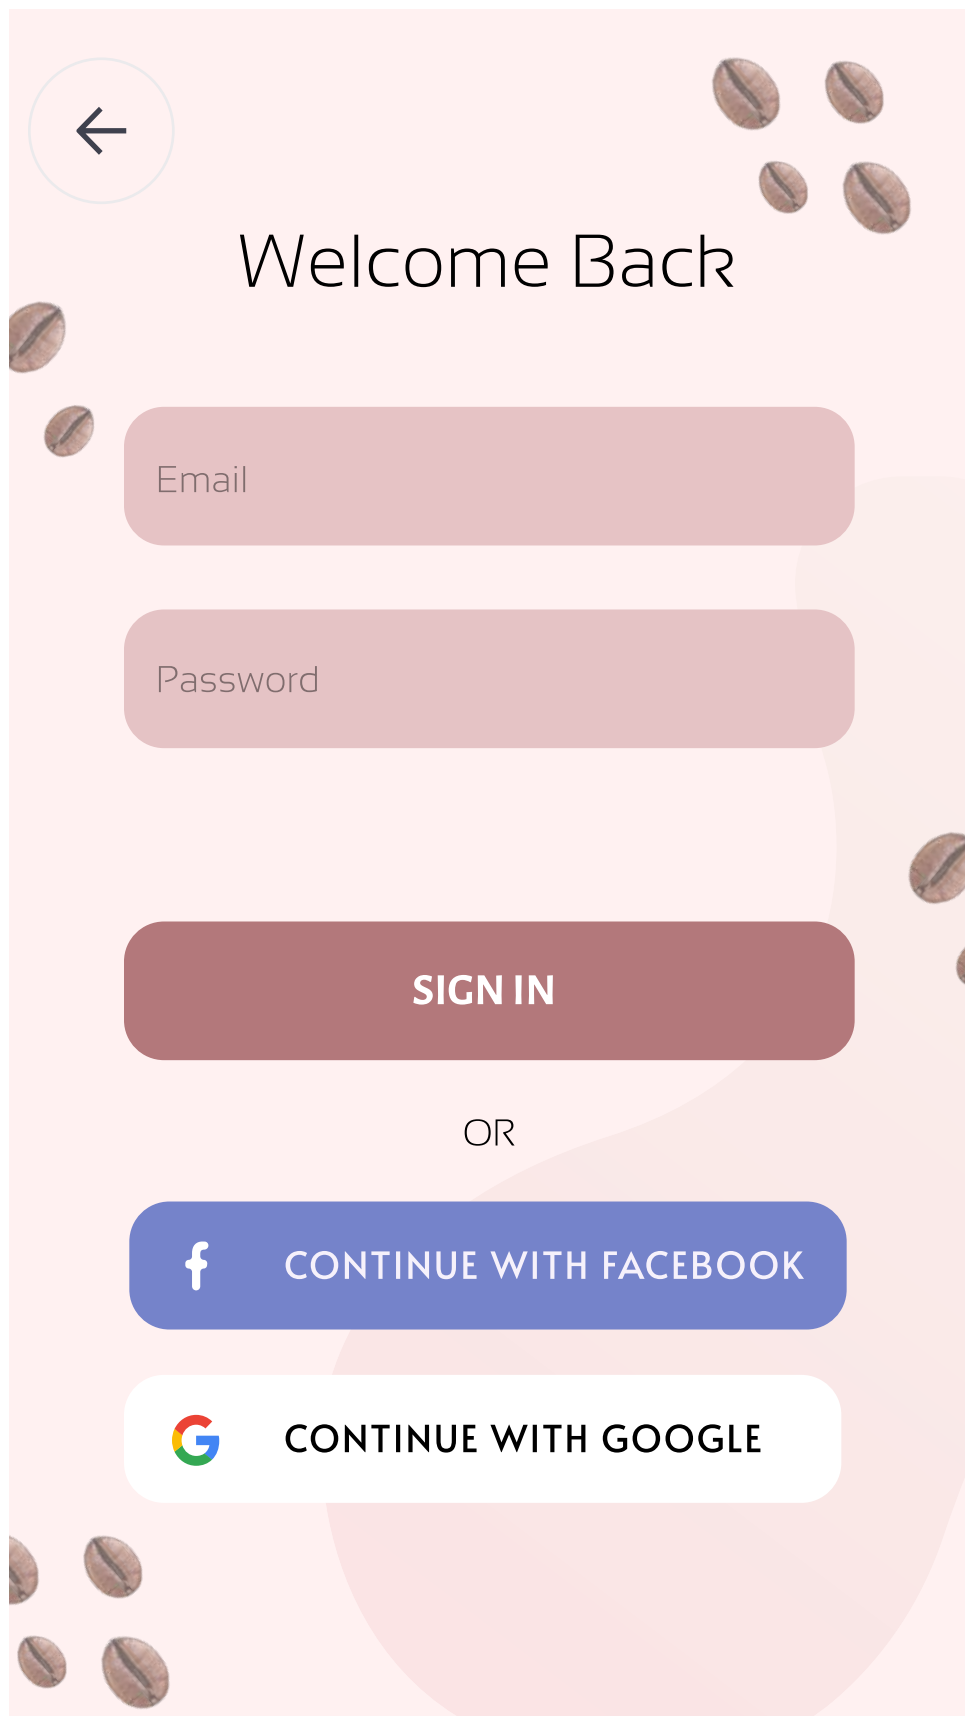 Welcome Back
Email
Password
SIGN IN
OR
CONTINUE WITH FACEBOOK
CONTINUE WITH GOOGLE